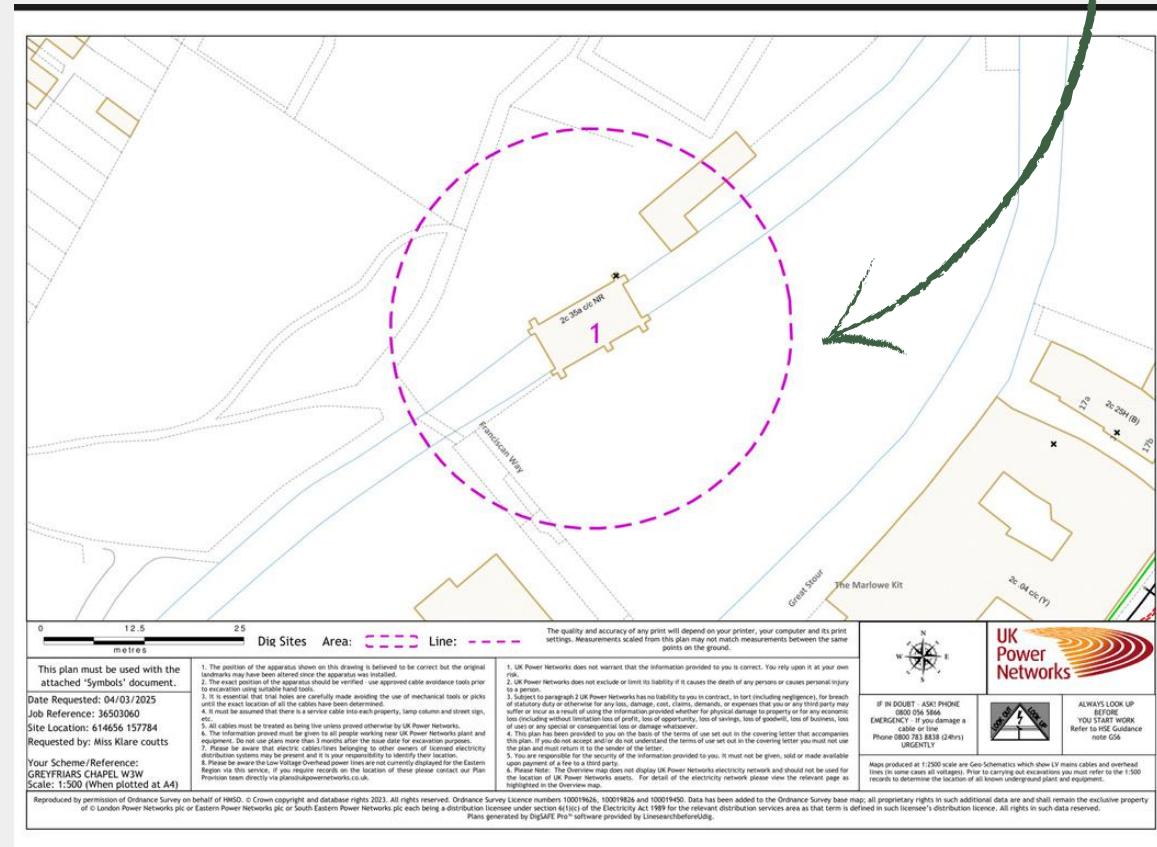 2c 35a c/c NR
1
Franciscan Way
17a
2c 25H (B)
17b
Great Stour
The Marlowe Kit
2c .04 c/c (Y)
0 12.5 25
metres
Dig Sites Area: Line:
The quality and accuracy of any print will depend on your printer, your computer and its print
settings. Measurements scaled from this plan may not match measurements between the same
points on the ground.
N
W E
S
UK
Power
Networks
This plan must be used with the
attached 'Symbols' document.
Date Requested: 04/03/2025
Job Reference: 36503060
Site Location: 614656 157784
Requested by: Miss Klare coutts
Your Scheme/Reference:
GREYFRIARS CHAPEL W3W
Scale: 1:500 (When plotted at A4)
1. The position of the apparatus shown on this drawing is believed to be correct but the original
landmarks may have been altered since the apparatus was installed.
2. The exact position of the apparatus should be verified - use approved cable avoidance tools prior
to excavation using suitable hand tools.
3. It is essential that trial holes are carefully made avoiding the use of mechanical tools or picks
until the exact location of all the cables have been determined.
4. It must be assumed that there is a service cable into each property, lamp column and street sign,
etc.
5. All cables must be treated as being live unless proved otherwise by UK Power Networks.
6. The information proved must be given to all people working near UK Power Networks plant and
equipment. Do not use plans more than 3 months after the issue date for excavation purposes.
7. Please be aware that electric cables/lines belonging to other owners of licensed electricity
distribution systems may be present and it is your responsibility to identify their location.
8. Please be aware the Low Voltage Overhead power lines are not currently displayed for the Eastern
Region via this service, if you require records on the location of these please contact our Plan
Provision team directly via plans@ukpowernetworks.co.uk.
1. UK Power Networks does not warrant that the information provided to you is correct. You rely upon it at your own
risk.
2. UK Power Networks does not exclude or limit its liability if it causes the death of any person or causes personal injury
to a person.
3. Subject to paragraph 2 UK Power Networks has no liability to you in contract, in tort (including negligence), for breach
of statutory duty or otherwise for any loss, damage, cost, claims, demands, or expenses that you or any third party may
suffer or incur as a result of using the information provided whether for physical damage to property or for any economic
loss (including without limitation loss of profit, loss of opportunity, loss of savings, loss of goodwill, loss of business, loss
of use) or any special or consequential loss or damage whatsoever.
4. This plan has been provided to you on the basis of the terms of use set out in the covering letter that accompanies
this plan. If you do not accept and/or do not understand the terms of use set out in the covering letter you must not use
the plan and must return it to the sender of the letter.
5. You are responsible for the security of the information provided to you. It must not be given, sold or made available
upon payment of a fee to a third party.
6. Please Note: The Overview map does not display UK Power Networks electricity network and should not be used for
the location of UK Power Networks assets. For detail of the electricity network please view the relevant page as
highlighted in the Overview map.
IF IN DOUBT - ASK! PHONE
0800 056 5866
EMERGENCY - If you damage a
cable or line
Phone 0800 783 8838 (24hrs)
URGENTLY
LOOK OUT
LOOK UP
ALWAYS LOOK UP
BEFORE
YOU START WORK
Refer to HSE Guidance
note GS6
Maps produced at 1:2500 scale are Geo-Schematics which show LV mains cables and overhead
lines (in some cases all voltages). Prior to carrying out excavations you must refer to the 1:500
records to determine the location of all known underground plant and equipment.
Reproduced by permission of Ordnance Survey on behalf of HMSO. © Crown copyright and database rights 2023. All rights reserved. Ordnance Survey Licence numbers 100019626, 100019826 and 100019450. Data has been added to the Ordnance Survey base map; all proprietary rights in such additional data are and shall remain the exclusive property
of © London Power Networks plc or Eastern Power Networks plc or South Eastern Power Networks plc each being a distribution licensee under section 6(1)(c) of the Electricity Act 1989 for the relevant distribution services area as that term is defined in such licensee's distribution licence. All rights in such data reserved.
Plans generated by DigSAFE Pro™ software provided by LinesearchbeforeUdig.